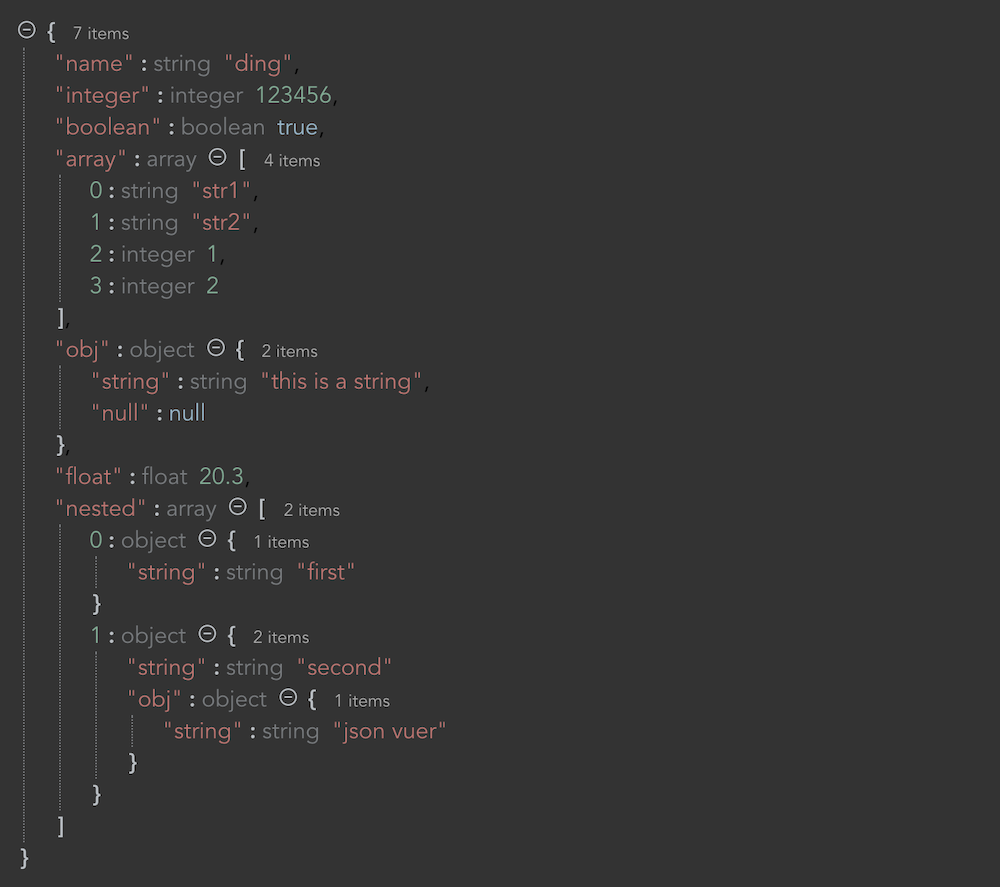 { 7 items
"name" : string "ding",
"integer" : integer 123456,
"boolean" : boolean true,
"array" : array [ 4 items
0 : string "str1",
1 : string "str2",
2 : integer 1,
3 : integer 2
],
"obj" : object { 2 items
"string" : string "this is a string",
"null" : null
},
"float" : float 20.3,
"nested" : array [ 2 items
0 : object { 1 items
"string" : string "first"
}
1 : object { 2 items
"string" : string "second"
"obj" : object { 1 items
"string" : string "json vuer"
}
}
]
}